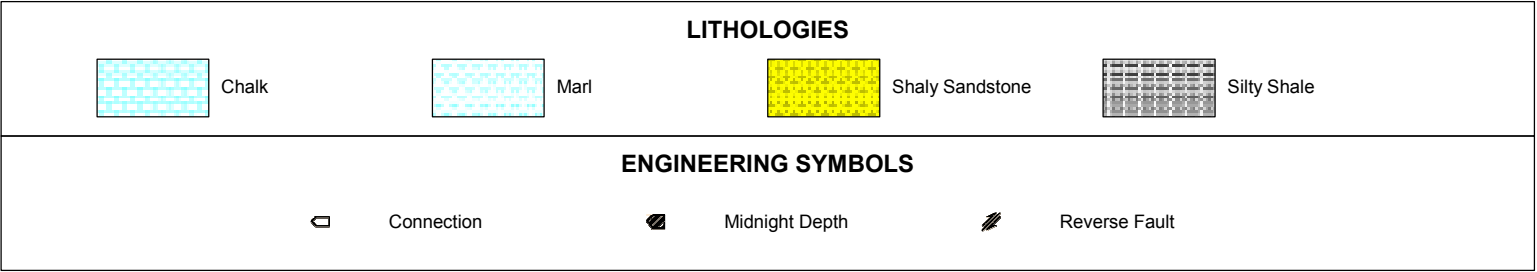 LITHOLOGIES
Chalk Marl Shaly Sandstone Silty Shale
ENGINEERING SYMBOLS
Connection Midnight Depth Reverse Fault